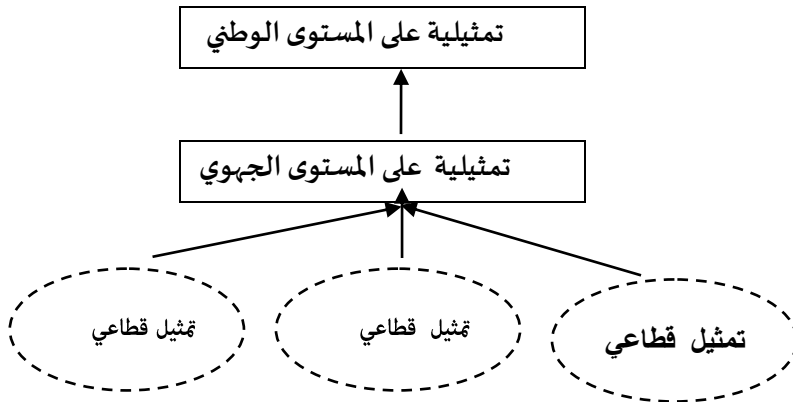 تمثيلية على المستوى الوطني
تمثيلية على المستوى الجهوي
تمثيل قطاعي
تمثيل قطاعي
تمثيل قطاعي